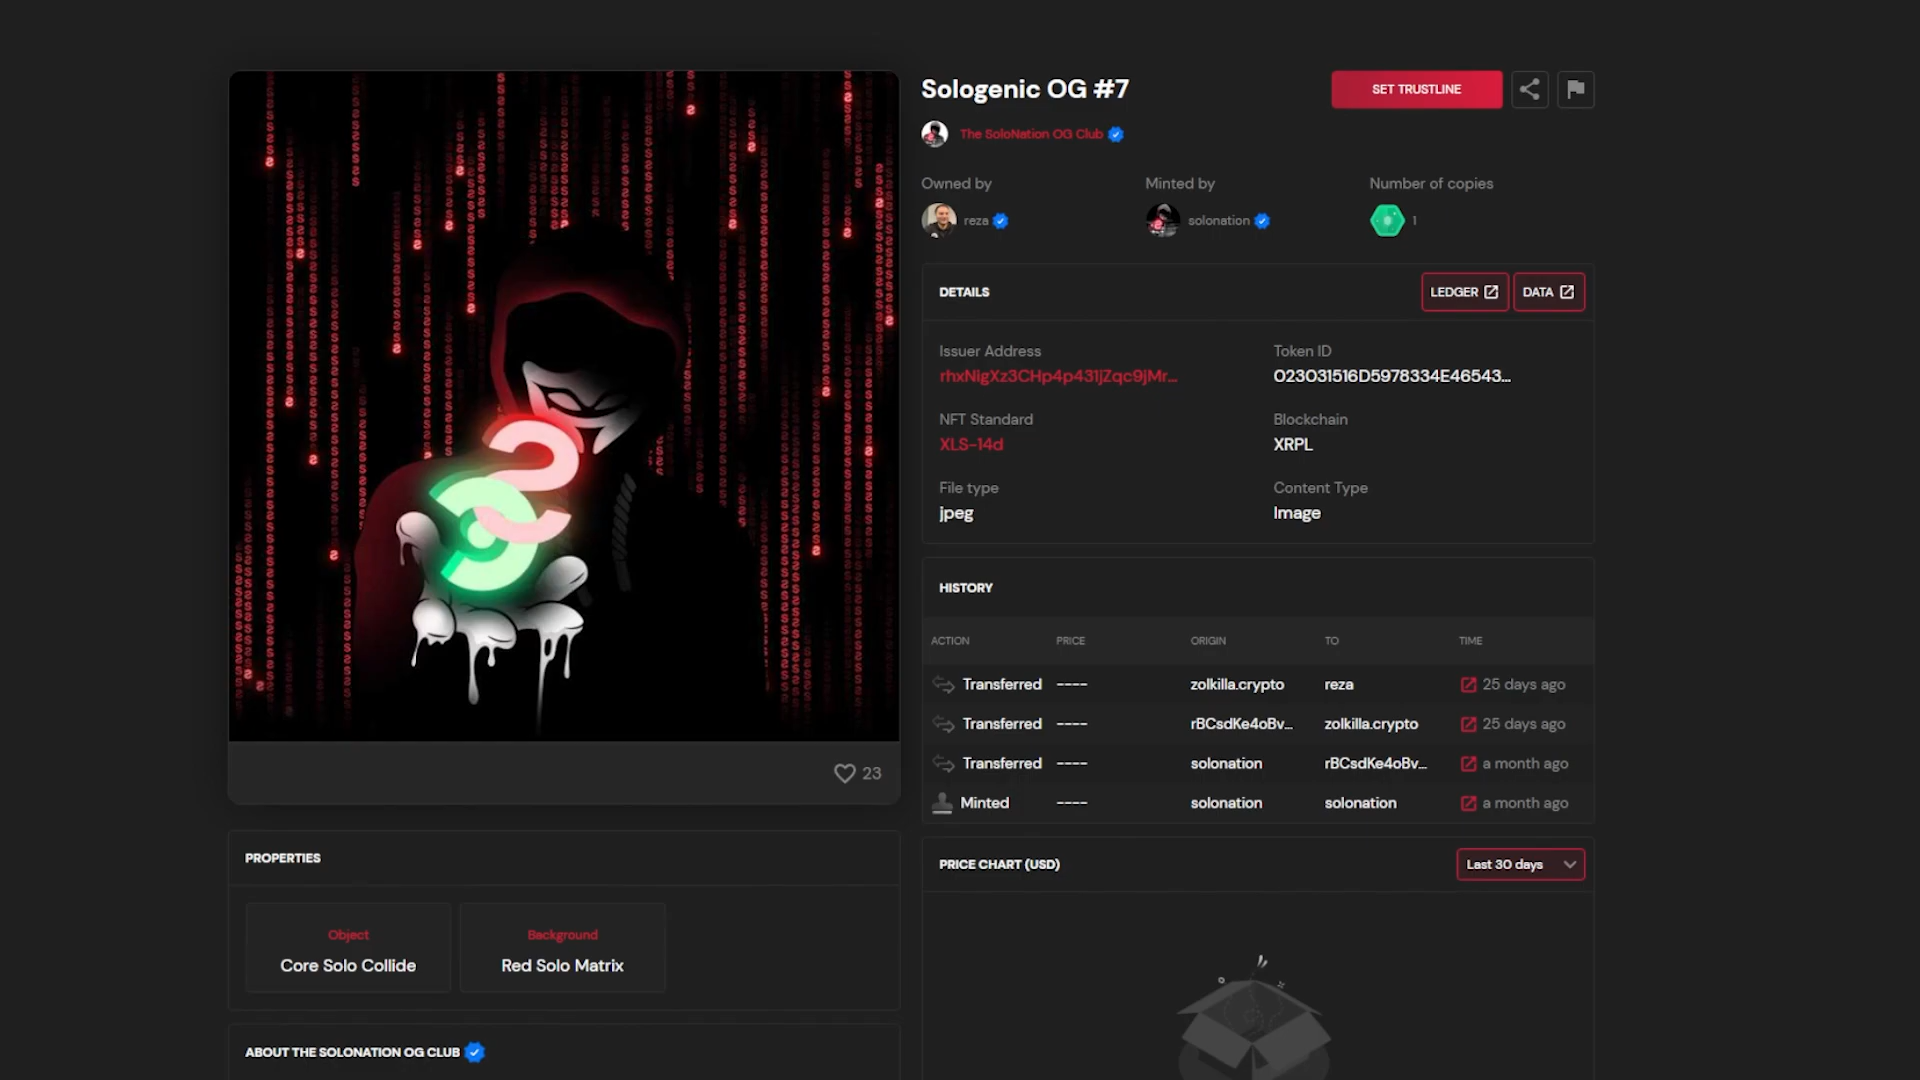 Sologenic OG #7
SET TRUSTLINE
The SoloNation OG Club
Owned by
Minted by
Number of copies
reza
solonation
1
DETAILS
LEDGER
DATA
Issuer Address
Token ID
rhxNigXz3CHp4p431jZqc9jMr...
023031516D5978334E46543...
NFT Standard
Blockchain
XLS-14d
XRPL
File type
Content Type
jpeg
Image
HISTORY
ACTION PRICE ORIGIN TO TIME
Transferred ---- zolkilla.crypto reza 25 days ago
Transferred ---- rBCsdKe4oBv... zolkilla.crypto 25 days ago
Transferred ---- solonation rBCsdKe4oBv... a month ago
Minted ---- solonation solonation a month ago
23
PROPERTIES
Object
Core Solo Collide
Background
Red Solo Matrix
PRICE CHART (USD)
Last 30 days
ABOUT THE SOLONATION OG CLUB